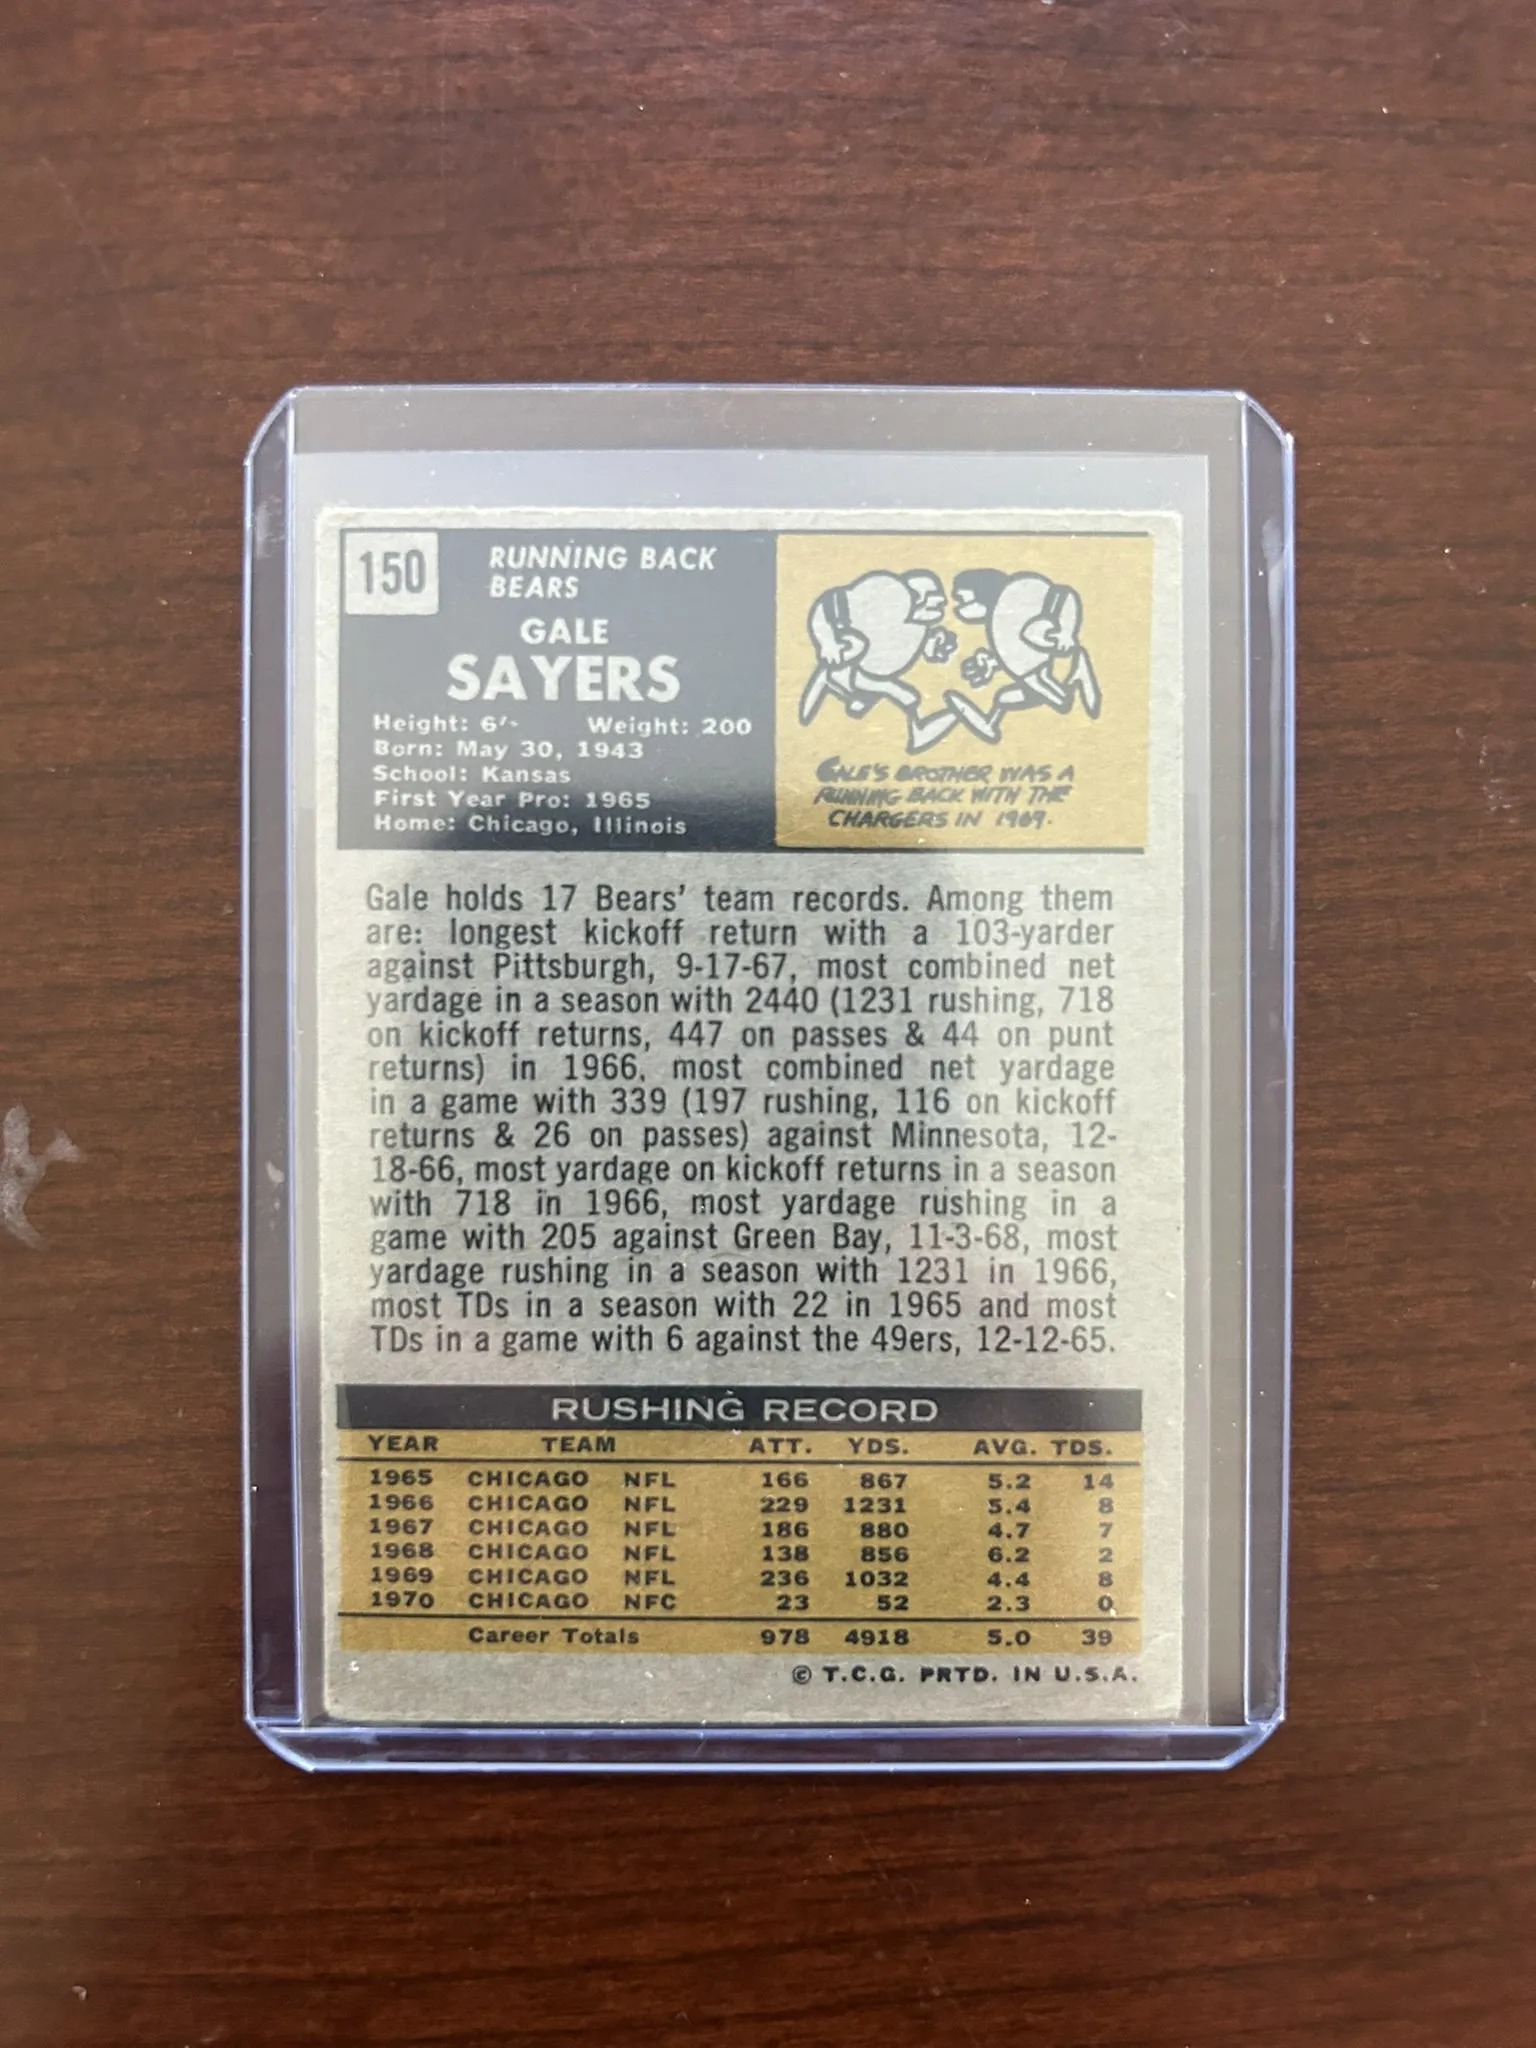 150
RUNNING BACK
BEARS
GALE
SAYERS
Height: 6'- Weight: 200
Born: May 30, 1943
School: Kansas
First Year Pro: 1965
Home: Chicago, Illinois
GALE'S BROTHER WAS A
RUNNING BACK WITH THE
CHARGERS IN 1969.
Gale holds 17 Bears' team records. Among them
are: longest kickoff return with a 103-yarder
against Pittsburgh, 9-17-67, most combined net
yardage in a season with 2440 (1231 rushing, 718
on kickoff returns, 447 on passes & 44 on punt
returns) in 1966, most combined net yardage
in a game with 339 (197 rushing, 116 on kickoff
returns & 26 on passes) against Minnesota, 12-
18-66, most yardage on kickoff returns in a season
with 718 in 1966, most yardage rushing in a
game with 205 against Green Bay, 11-3-68, most
yardage rushing in a season with 1231 in 1966,
most TDs in a season with 22 in 1965 and most
TDs in a game with 6 against the 49ers, 12-12-65.
RUSHING RECORD
YEAR TEAM ATT. YDS. AVG. TDS.
1965 CHICAGO NFL 166 867 5.2 14
1966 CHICAGO NFL 229 1231 5.4 8
1967 CHICAGO NFL 186 880 4.7 7
1968 CHICAGO NFL 138 856 6.2 2
1969 CHICAGO NFL 236 1032 4.4 8
1970 CHICAGO NFC 23 52 2.3 0
Career Totals 978 4918 5.0 39
© T.C.G. PRTD. IN U.S.A.